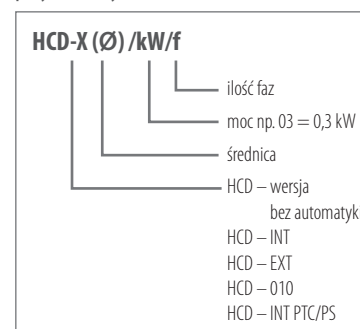 HCD-X (Ø) /kW/f
ilość faz
moc np. 03 = 0,3 kW
średnica
HCD – wersja
bez automatyk
HCD – INT
HCD – EXT
HCD – 010
HCD – INT PTC/PS